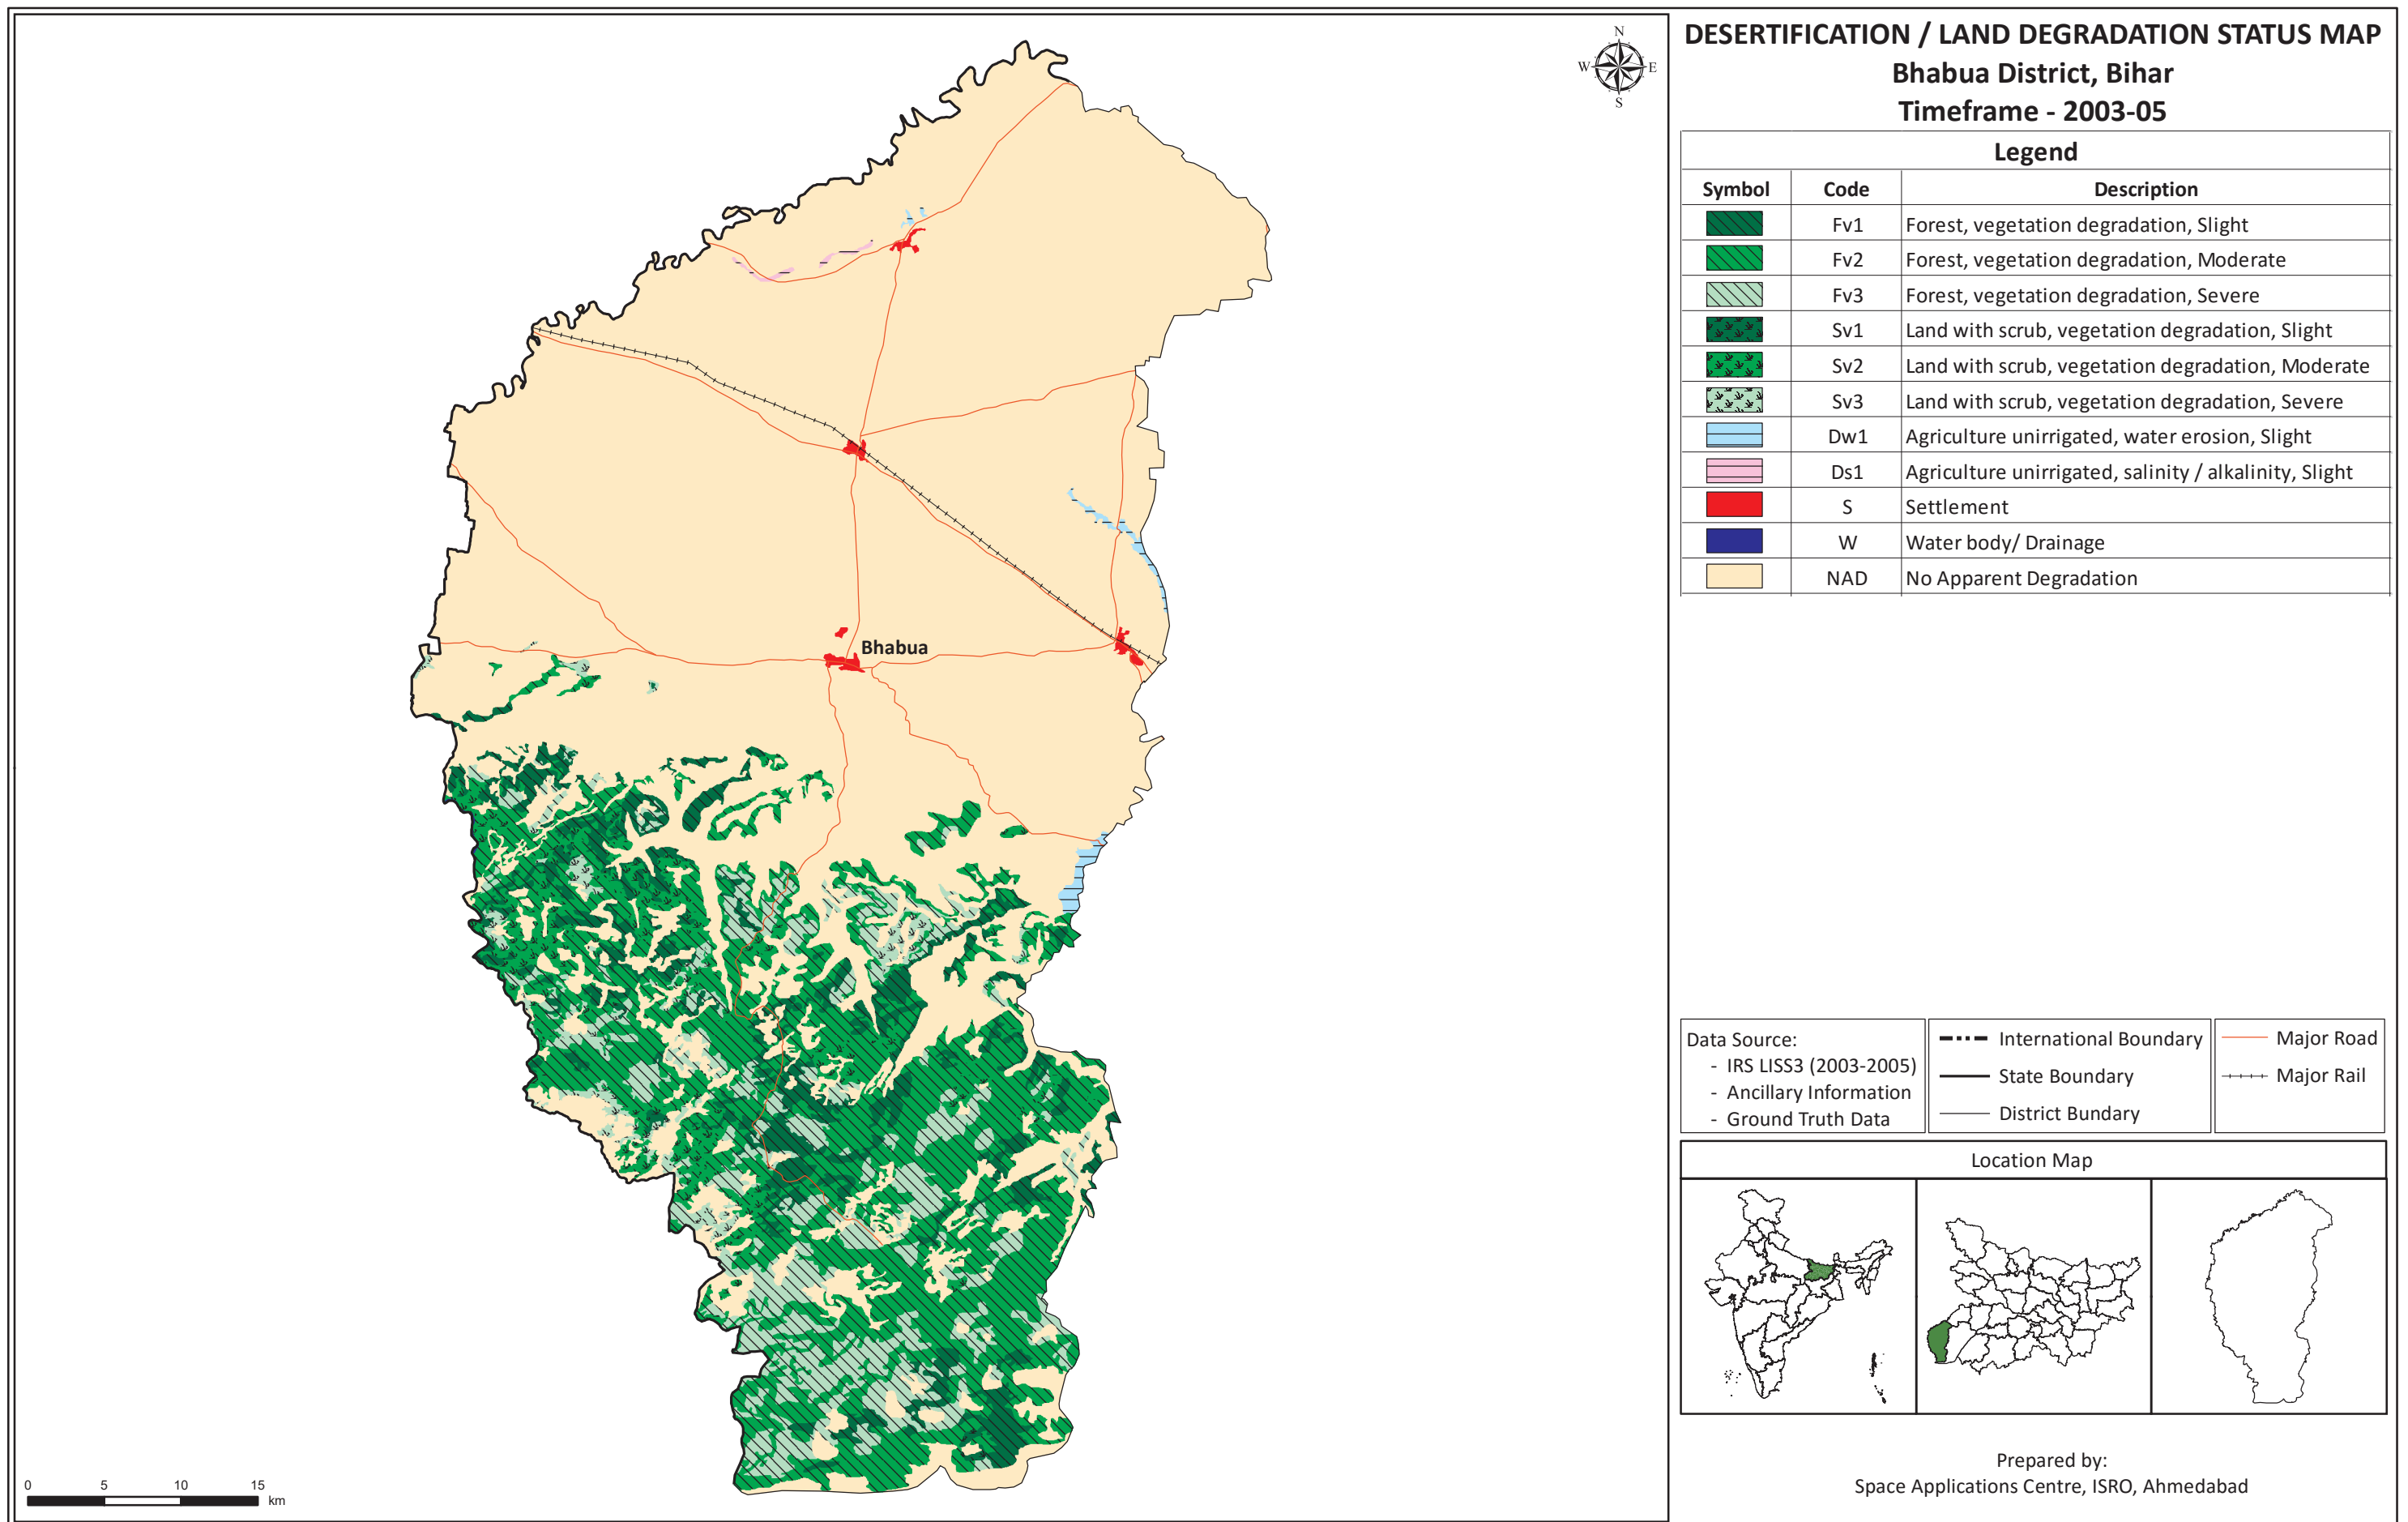 DESERTIFICATION / LAND DEGRADATION STATUS MAP
Bhabua District, Bihar
Timeframe - 2003-05
Legend
Symbol Code Description
Fv1 Forest, vegetation degradation, Slight
Fv2 Forest, vegetation degradation, Moderate
Fv3 Forest, vegetation degradation, Severe
Sv1 Land with scrub, vegetation degradation, Slight
Sv2 Land with scrub, vegetation degradation, Moderate
Sv3 Land with scrub, vegetation degradation, Severe
Dw1 Agriculture unirrigated, water erosion, Slight
Ds1 Agriculture unirrigated, salinity / alkalinity, Slight
S Settlement
W Water body/ Drainage
NAD No Apparent Degradation
N
W E
S
Bhabua
0 5 10 15
km
Data Source:
- IRS LISS3 (2003-2005)
- Ancillary Information
- Ground Truth Data
International Boundary
State Boundary
District Bundary
Major Road
Major Rail
Location Map
Prepared by:
Space Applications Centre, ISRO, Ahmedabad